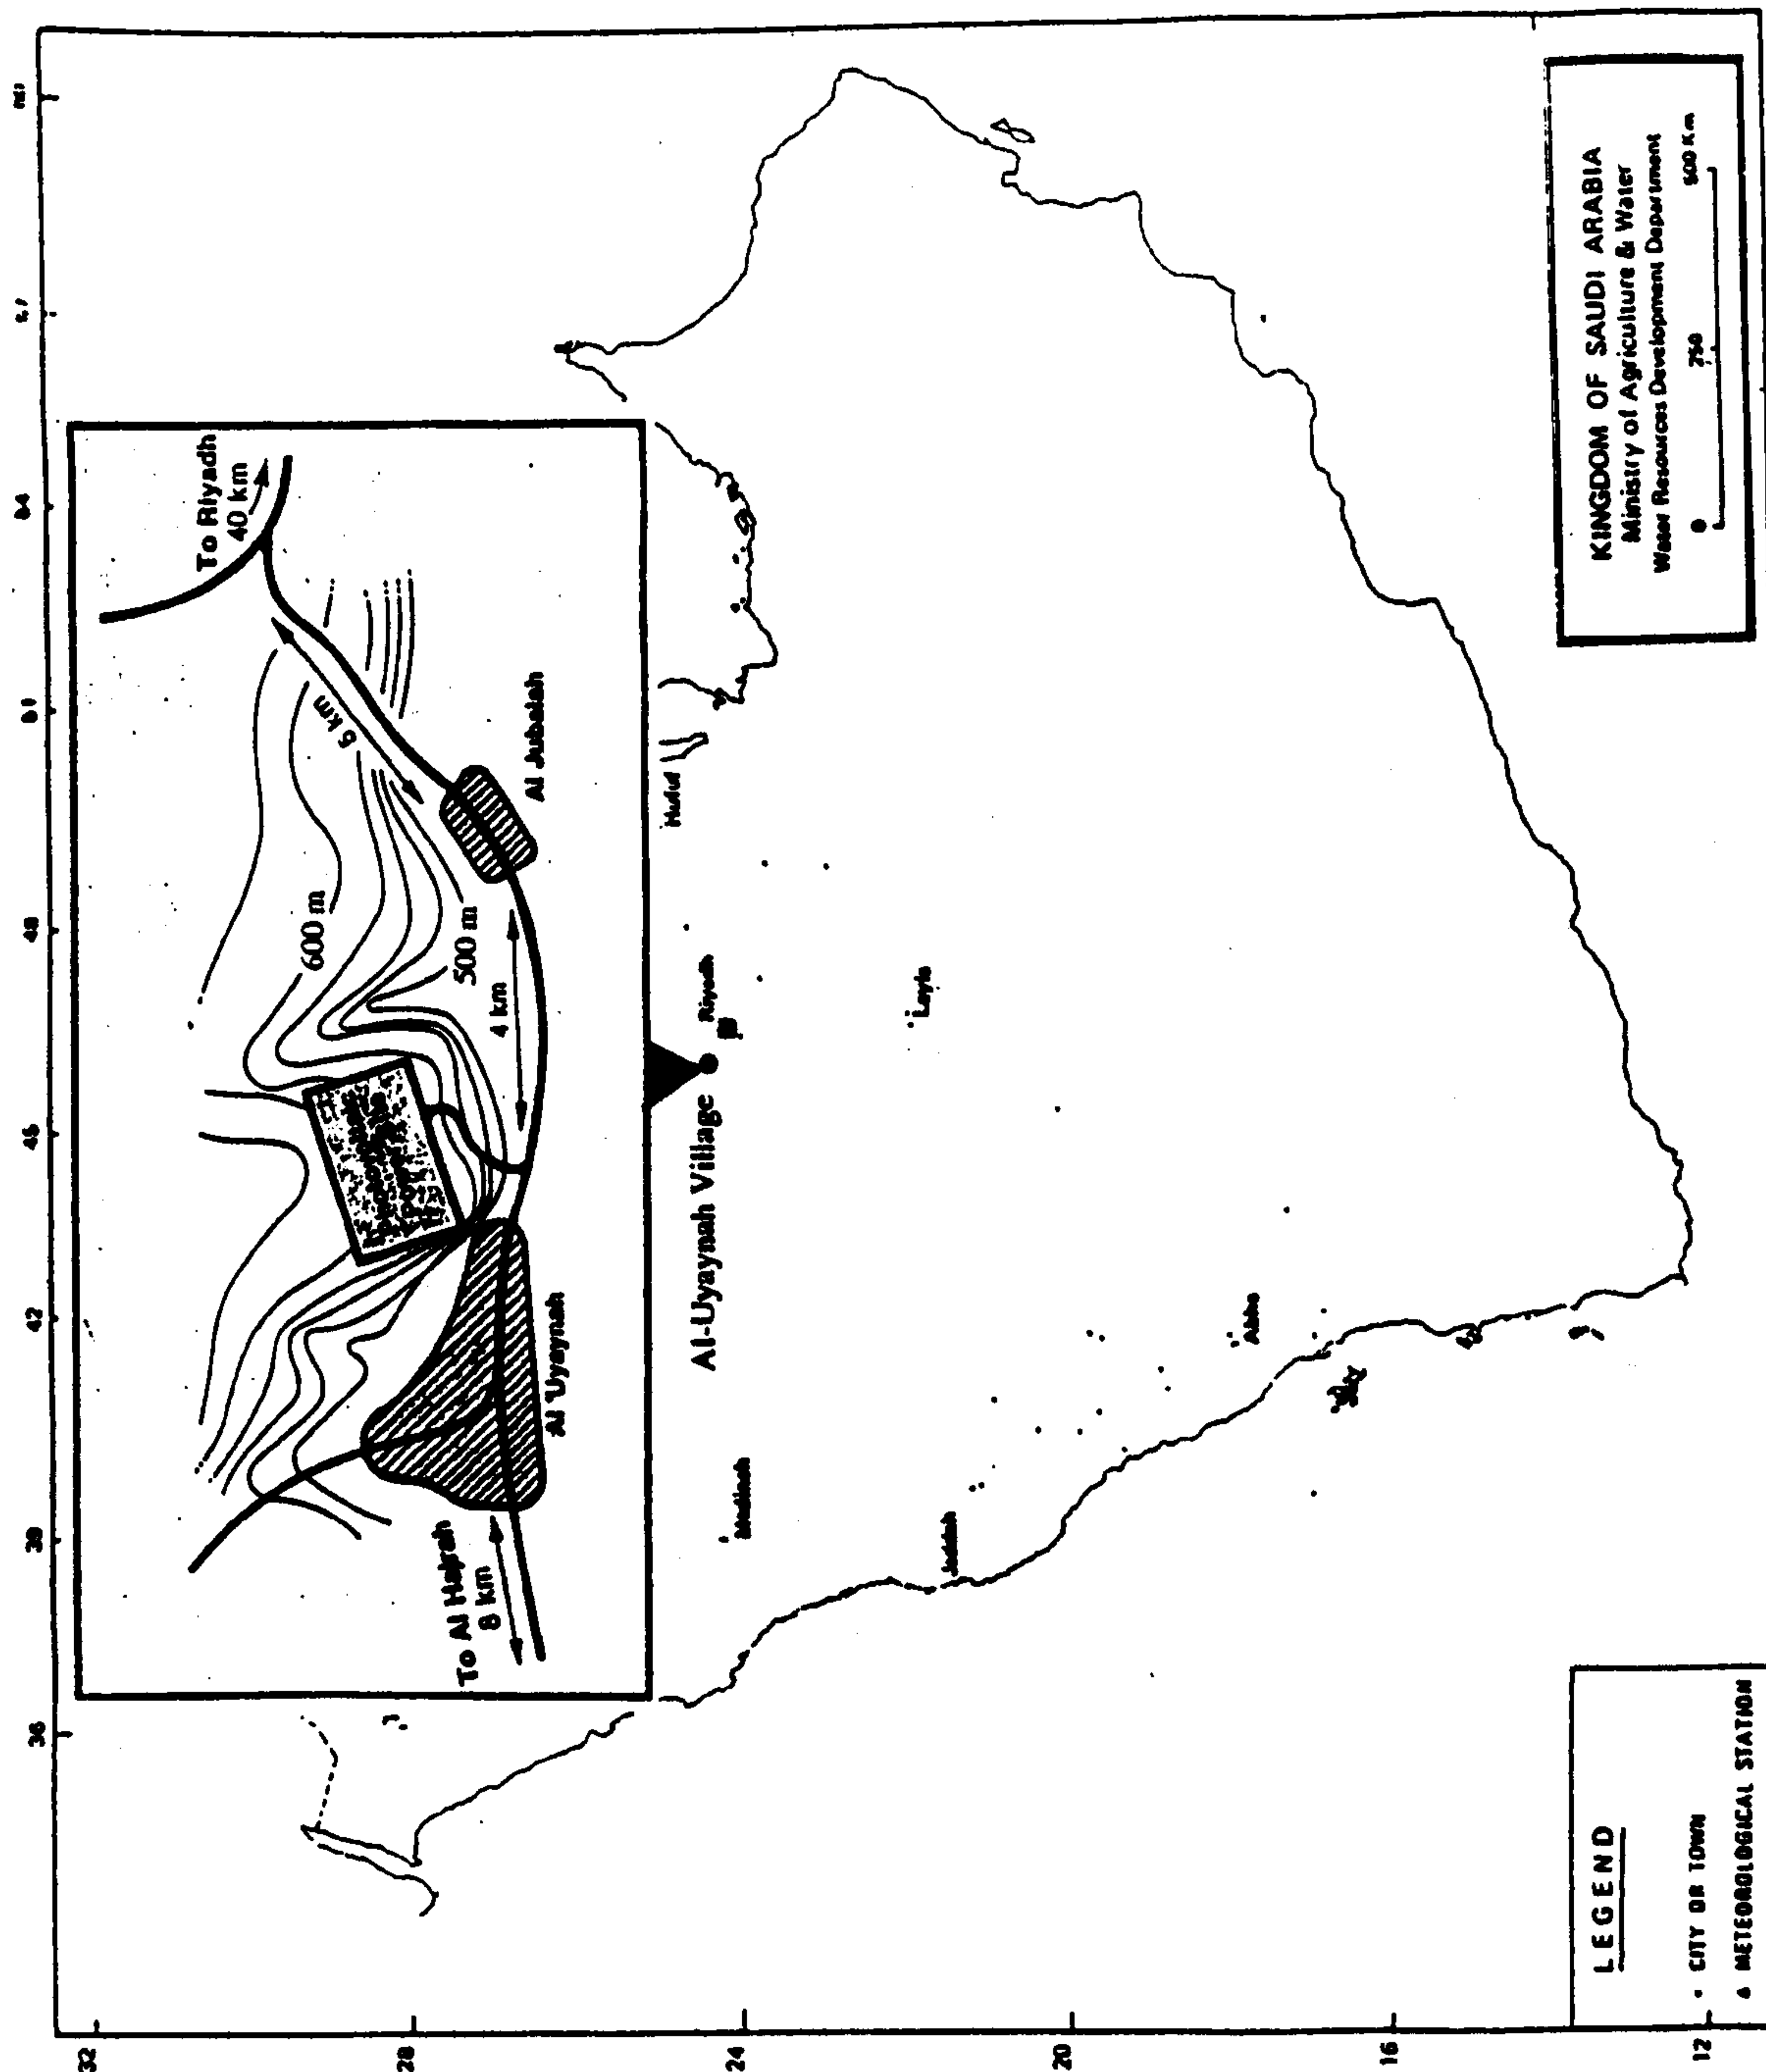 To Riyadh
40 km
5 km
600 m
500 m
4 km
Al Jubailah
Al 'Uyaynah
To Al Hajrah
8 km
Al-Uyaynah Village
Hufuf
Riyadh
Layla
Madinah
Jeddah
Abha
36
39
42
45
48
51
54
32
28
24
20
16
12
LEGEND
• CITY OR TOWN
▵ METEOROLOGICAL STATION
KINGDOM OF SAUDI ARABIA
Ministry of Agriculture & Water
Water Resources Development Department
0 250 500 Km